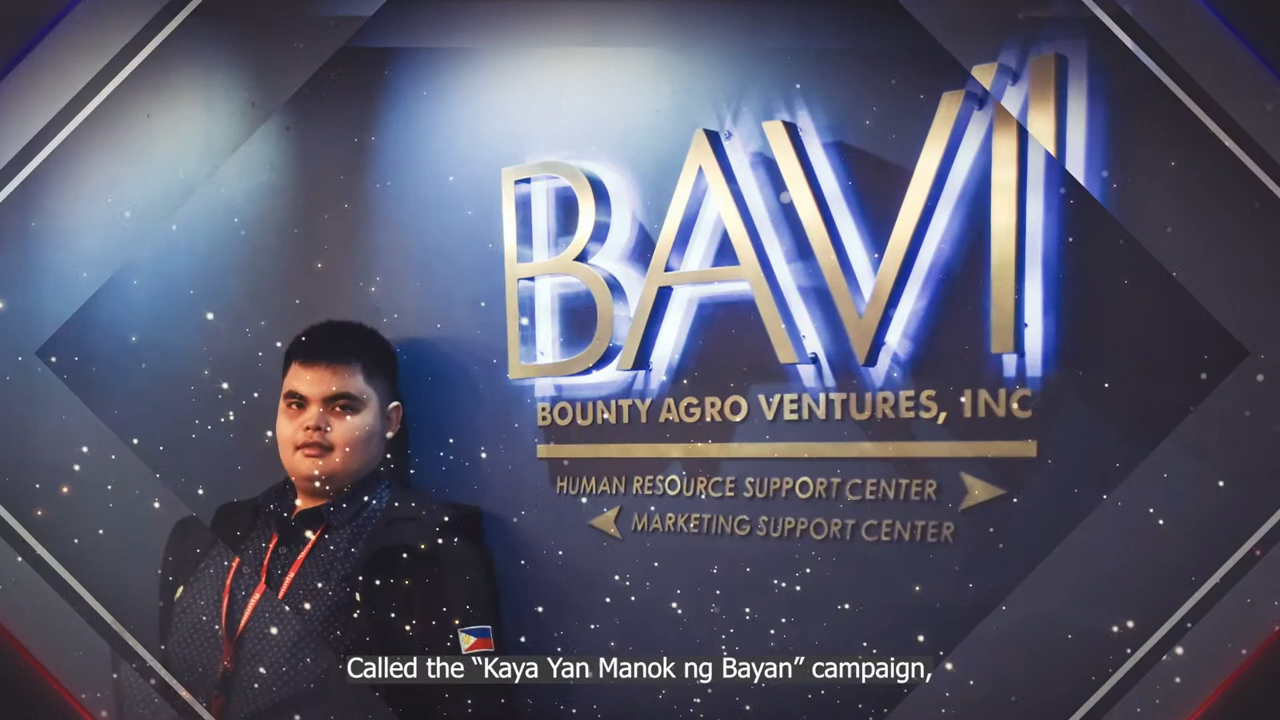 BAVI
BOUNTY AGRO VENTURES, INC
HUMAN RESOURCE SUPPORT CENTER
MARKETING SUPPORT CENTER
Called the “Kaya Yan Manok ng Bayan” campaign,